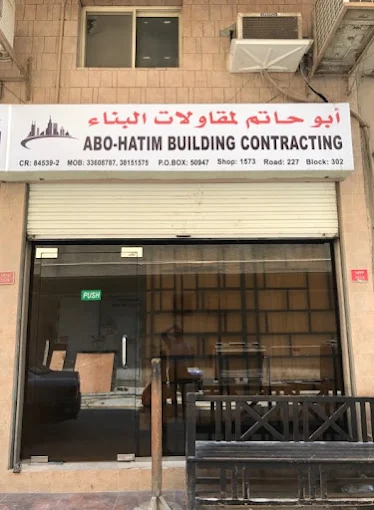 أبو حاتم لمقاولات البناء
ABO-HATIM BUILDING CONTRACTING
CR: 84539-2 MOB: 33608787, 38151575 P.O.BOX: 50947 Shop: 1573 Road: 227 Block: 302
PUSH